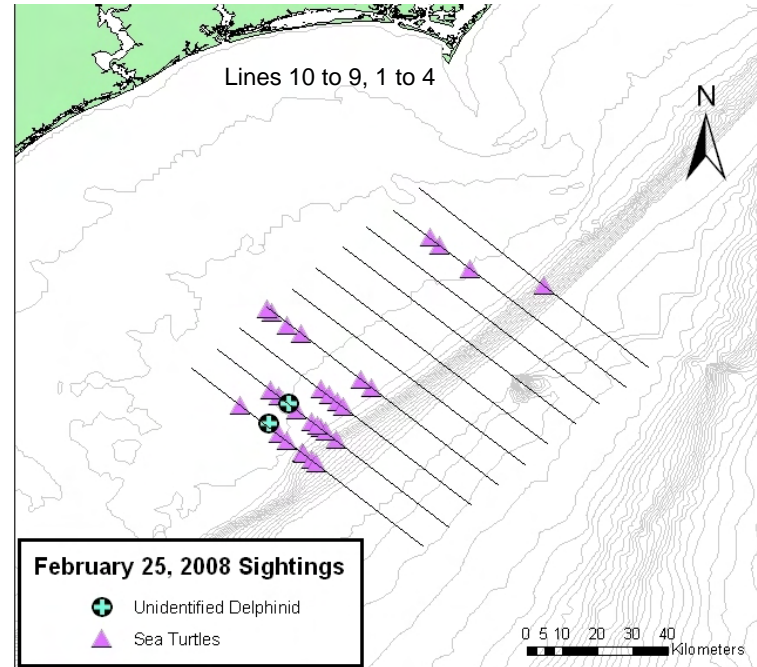 Lines 10 to 9, 1 to 4
N
February 25, 2008 Sightings
Unidentified Delphinid
Sea Turtles
0 5 10 20 30 40
Kilometers